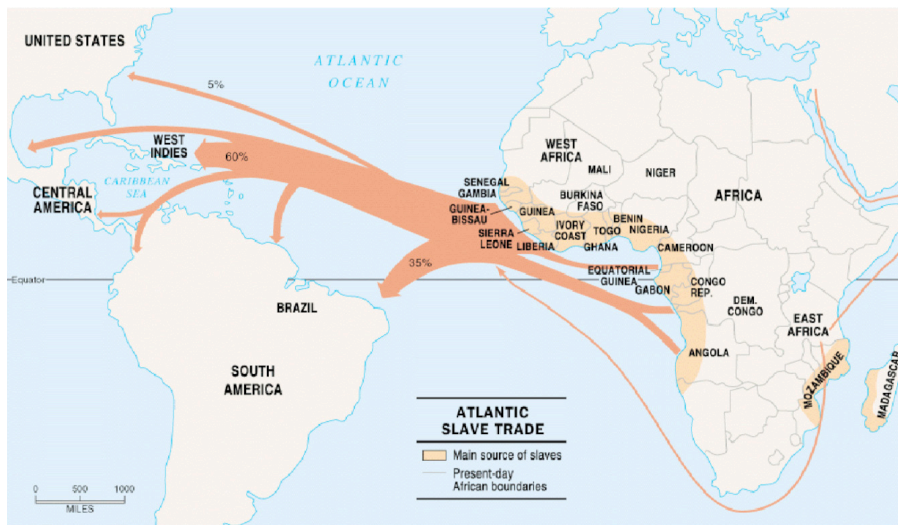 UNITED STATES
ATLANTIC
OCEAN
5%
WEST
INDIES
60%
CARIBBEAN
SEA
CENTRAL
AMERICA
WEST
AFRICA
MALI
NIGER
SENEGAL
GAMBIA
BURKINA
FASO
AFRICA
GUINEA-
BISSAU
GUINEA
IVORY
COAST
TOGO
BENIN
NIGERIA
SIERRA
LEONE
LIBERIA
GHANA
CAMEROON
35%
Equator
EQUATORIAL
GUINEA
GABON
CONGO
REP.
DEM.
CONGO
BRAZIL
EAST
AFRICA
ANGOLA
SOUTH
AMERICA
MOZAMBIQUE
MADAGASCAR
ATLANTIC
SLAVE TRADE
Main source of slaves
Present-day
African boundaries
0 500 1000
MILES